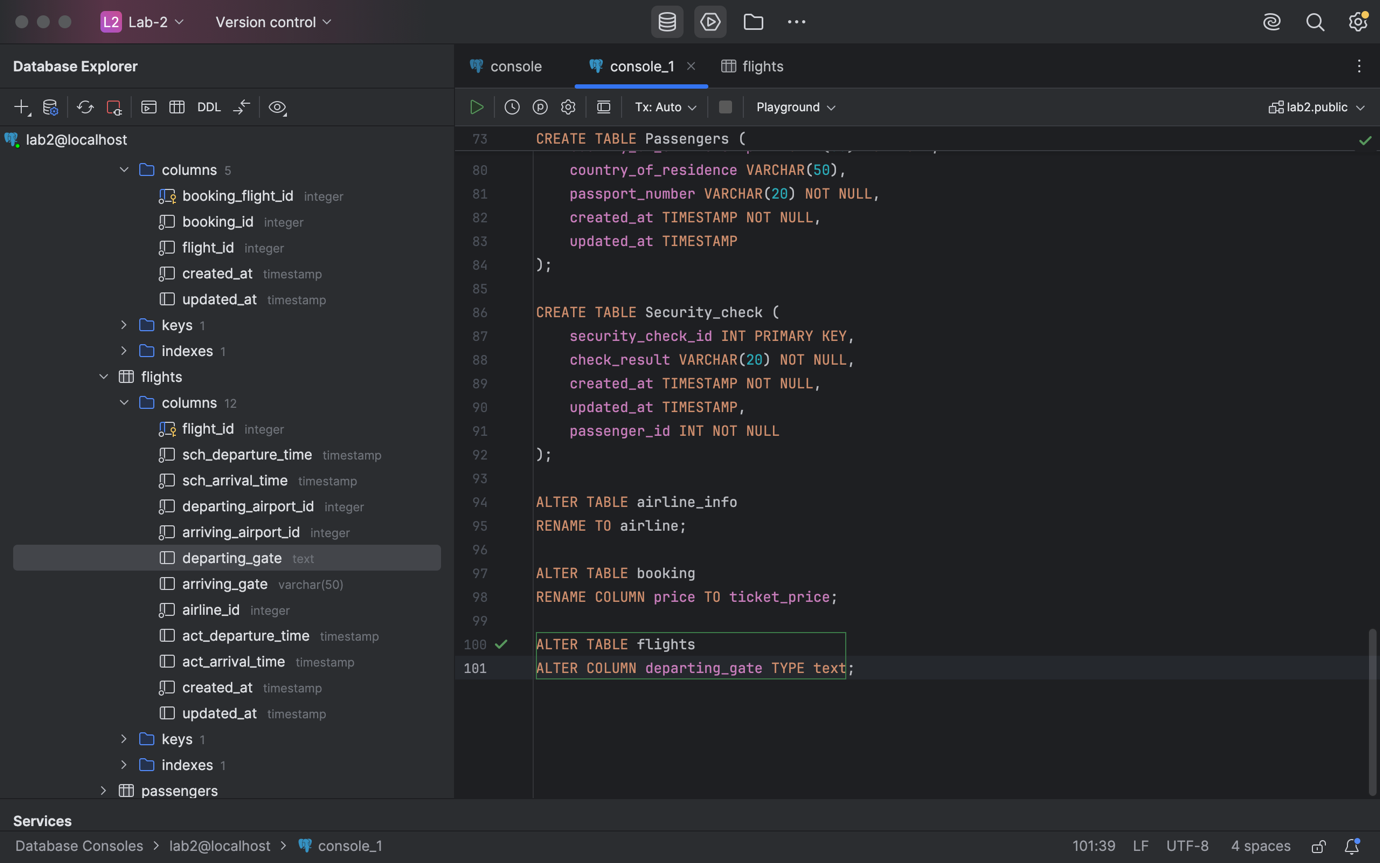 L2 Lab-2 Version control
Database Explorer
console
console_1
flights
DDL
Tx: Auto
Playground
lab2.public
lab2@localhost
columns 5
booking_flight_id integer
booking_id integer
flight_id integer
created_at timestamp
updated_at timestamp
keys 1
indexes 1
flights
columns 12
flight_id integer
sch_departure_time timestamp
sch_arrival_time timestamp
departing_airport_id integer
arriving_airport_id integer
departing_gate text
arriving_gate varchar(50)
airline_id integer
act_departure_time timestamp
act_arrival_time timestamp
created_at timestamp
updated_at timestamp
keys 1
indexes 1
passengers
73 CREATE TABLE Passengers (
80 country_of_residence VARCHAR(50),
81 passport_number VARCHAR(20) NOT NULL,
82 created_at TIMESTAMP NOT NULL,
83 updated_at TIMESTAMP
84 );
85
86 CREATE TABLE Security_check (
87 security_check_id INT PRIMARY KEY,
88 check_result VARCHAR(20) NOT NULL,
89 created_at TIMESTAMP NOT NULL,
90 updated_at TIMESTAMP,
91 passenger_id INT NOT NULL
92 );
93
94 ALTER TABLE airline_info
95 RENAME TO airline;
96
97 ALTER TABLE booking
98 RENAME COLUMN price TO ticket_price;
99
100 ALTER TABLE flights
101 ALTER COLUMN departing_gate TYPE text;
Services
Database Consoles > lab2@localhost > console_1
101:39 LF UTF-8 4 spaces